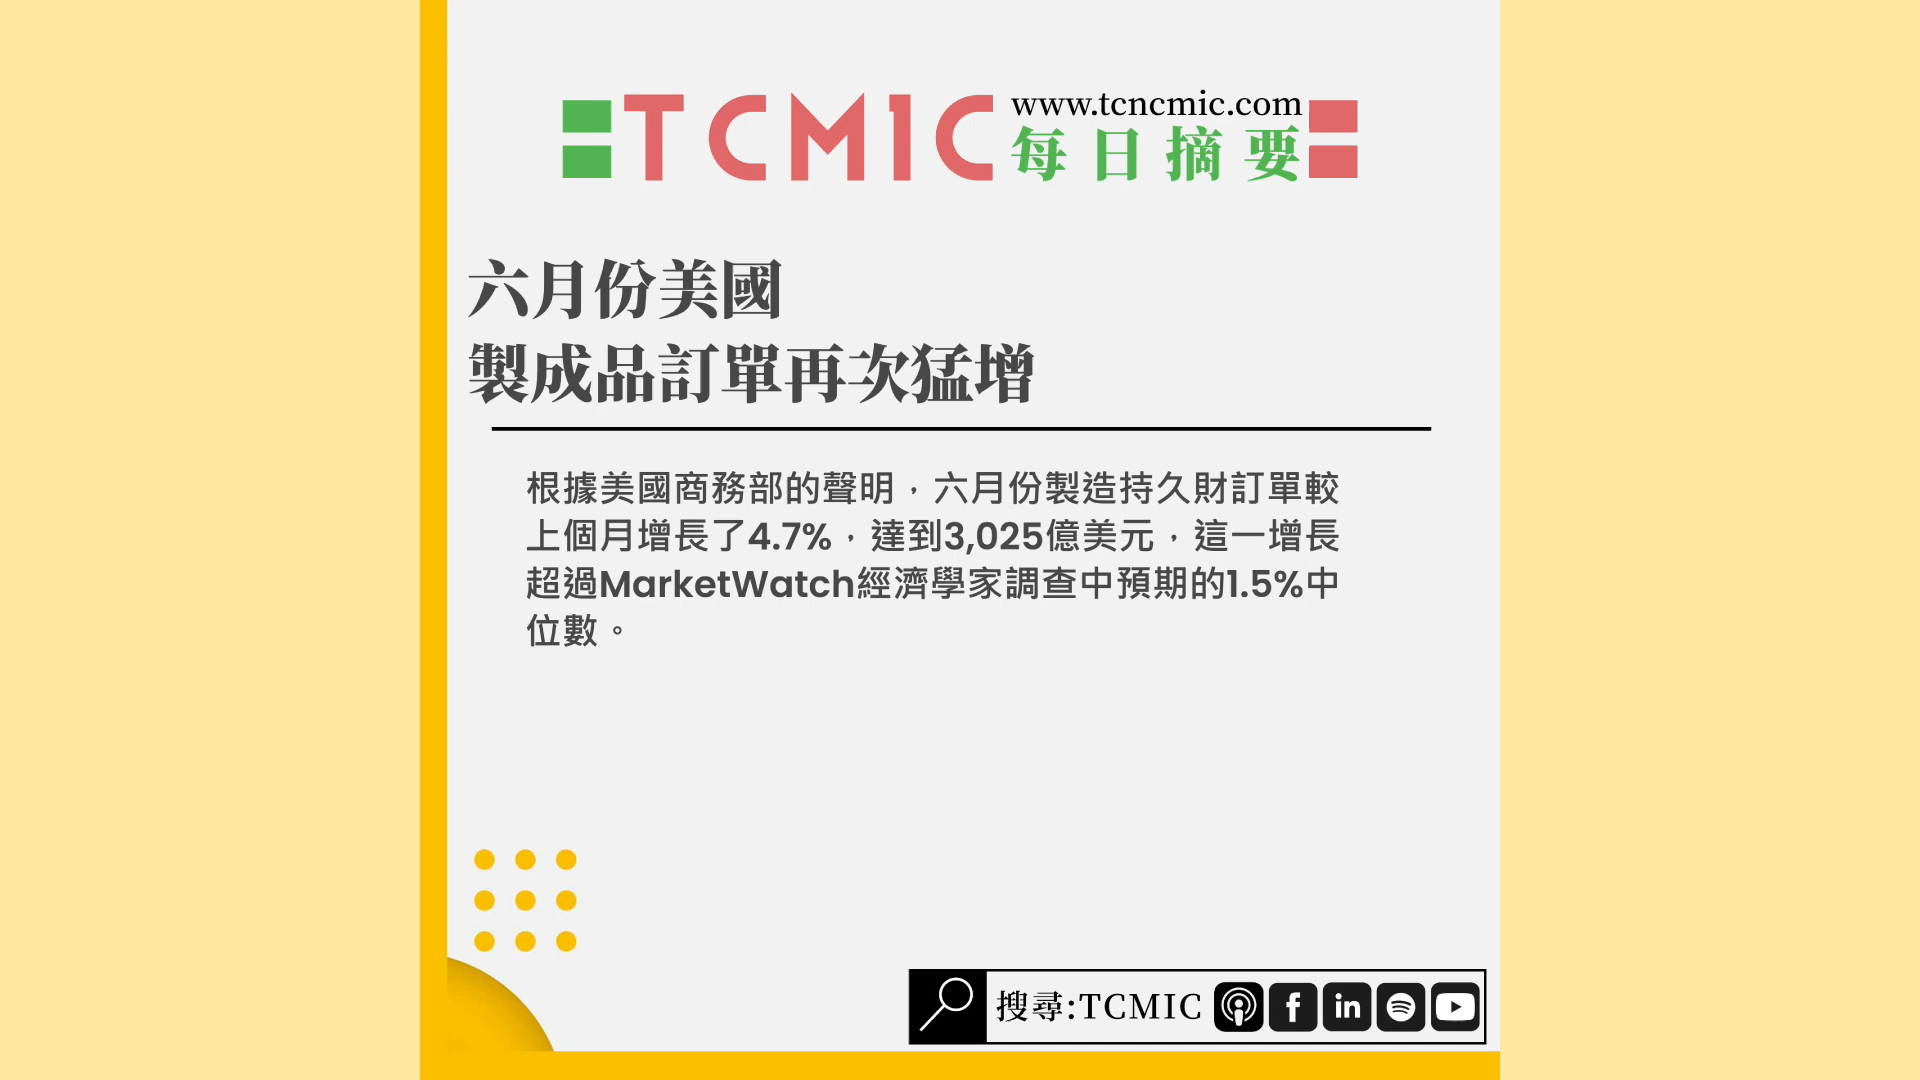 TCMIC
www.tcncmic.com
每日摘要
六月份美國
製成品訂單再次猛增
根據美國商務部的聲明，六月份製造持久財訂單較
上個月增長了4.7%，達到3,025億美元，這一增長
超過MarketWatch經濟學家調查中預期的1.5%中
位數。
搜尋:TCMIC